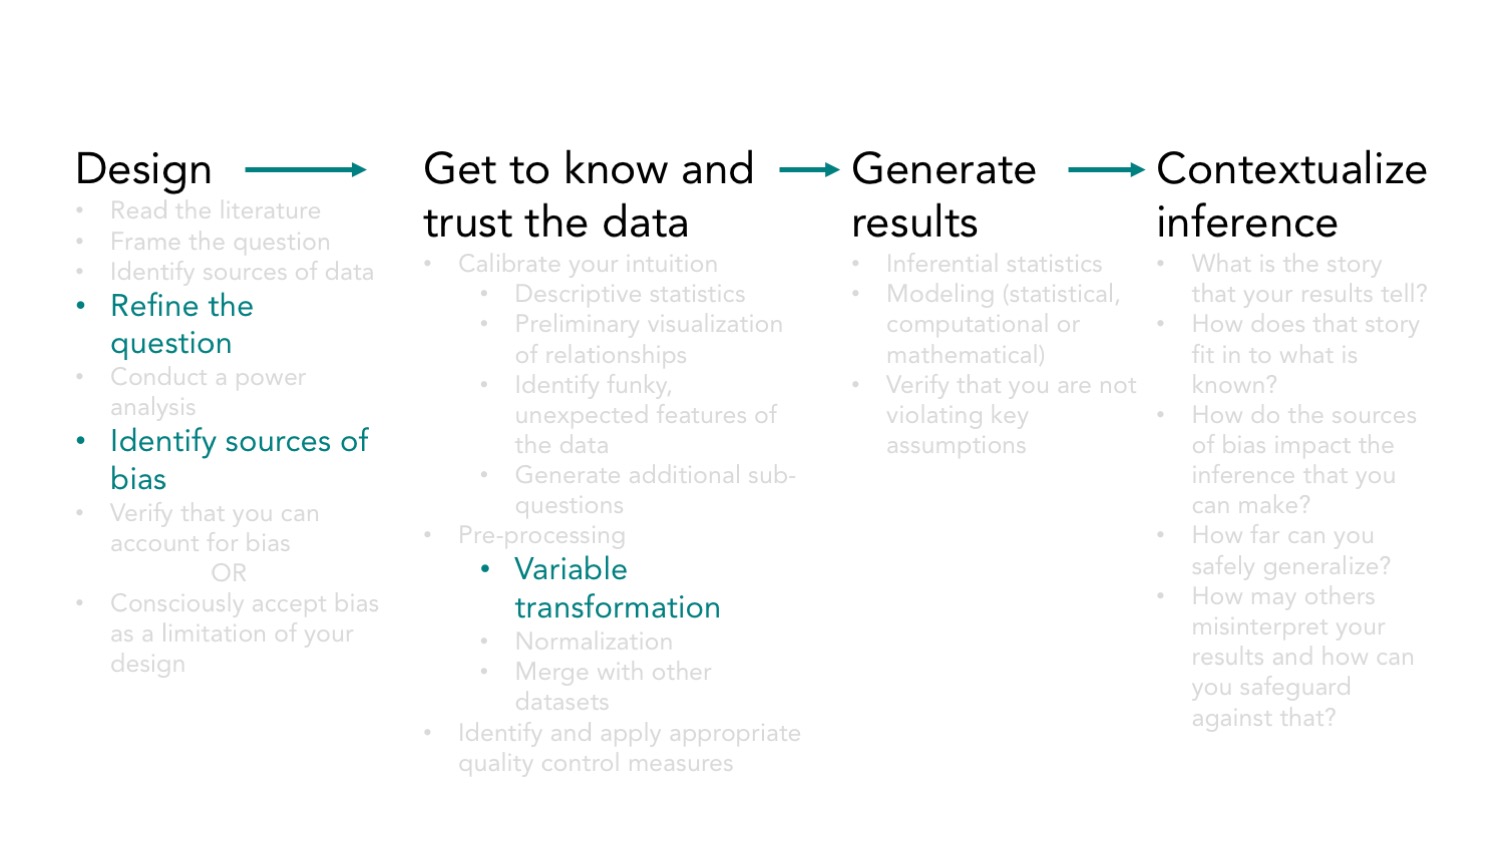 Design
• Read the literature
• Frame the question
• Identify sources of data
• Refine the
question
• Conduct a power
analysis
• Identify sources of
bias
• Verify that you can
account for bias
OR
• Consciously accept bias
as a limitation of your
design
Get to know and
trust the data
• Calibrate your intuition
• Descriptive statistics
• Preliminary visualization
of relationships
• Identify funky,
unexpected features of
the data
• Generate additional sub-
questions
• Pre-processing
• Variable
transformation
• Normalization
• Merge with other
datasets
• Identify and apply appropriate
quality control measures
Generate
results
• Inferential statistics
• Modeling (statistical,
computational or
mathematical)
• Verify that you are not
violating key
assumptions
Contextualize
inference
• What is the story
that your results tell?
• How does that story
fit in to what is
known?
• How do the sources
of bias impact the
inference that you
can make?
• How far can you
safely generalize?
• How may others
misinterpret your
results and how can
you safeguard
against that?